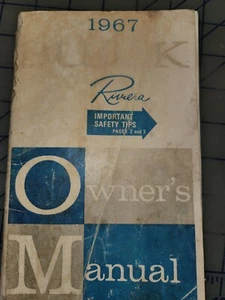 1967
Riviera
IMPORTANT
SAFETY TIPS
PAGES 2 and 3
Owner's
Manual